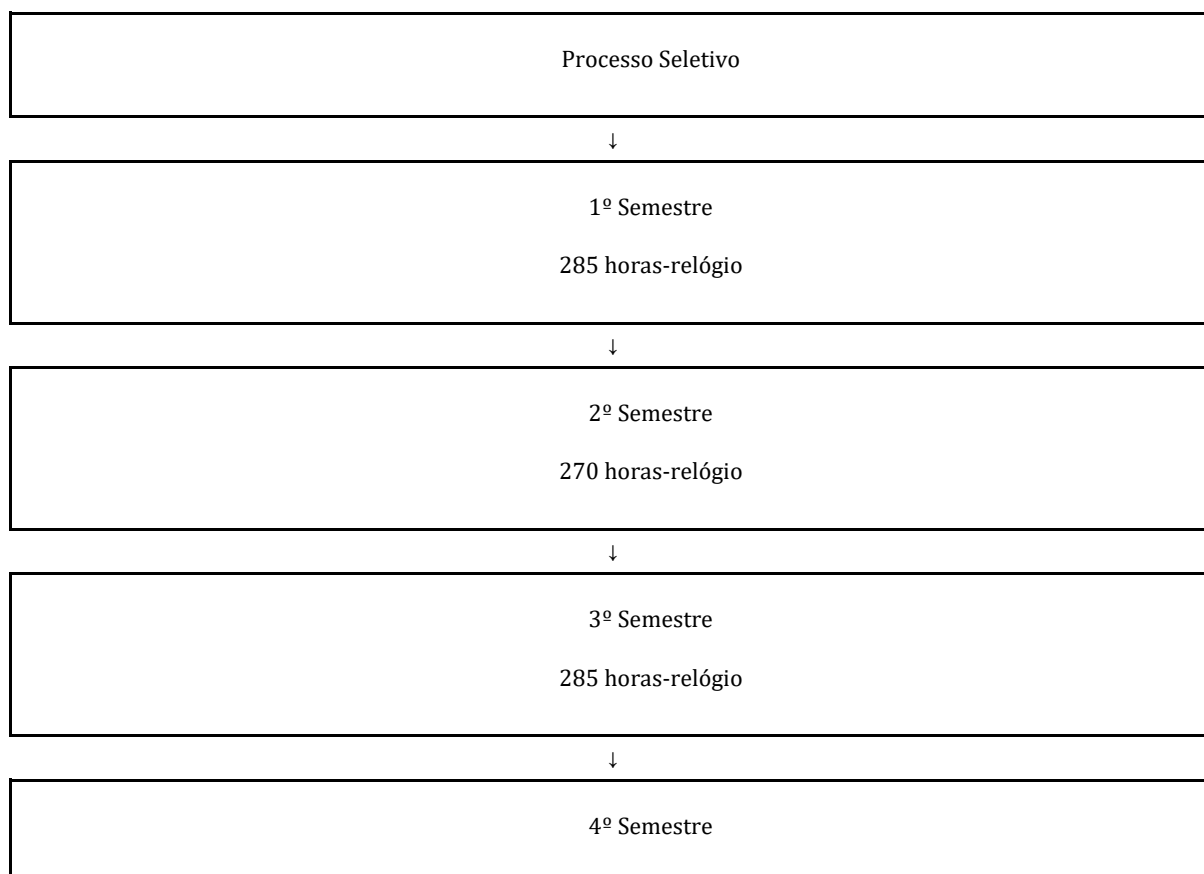 Processo Seletivo
↓
1º Semestre
285 horas-relógio
↓
2º Semestre
270 horas-relógio
↓
3º Semestre
285 horas-relógio
↓
4º Semestre